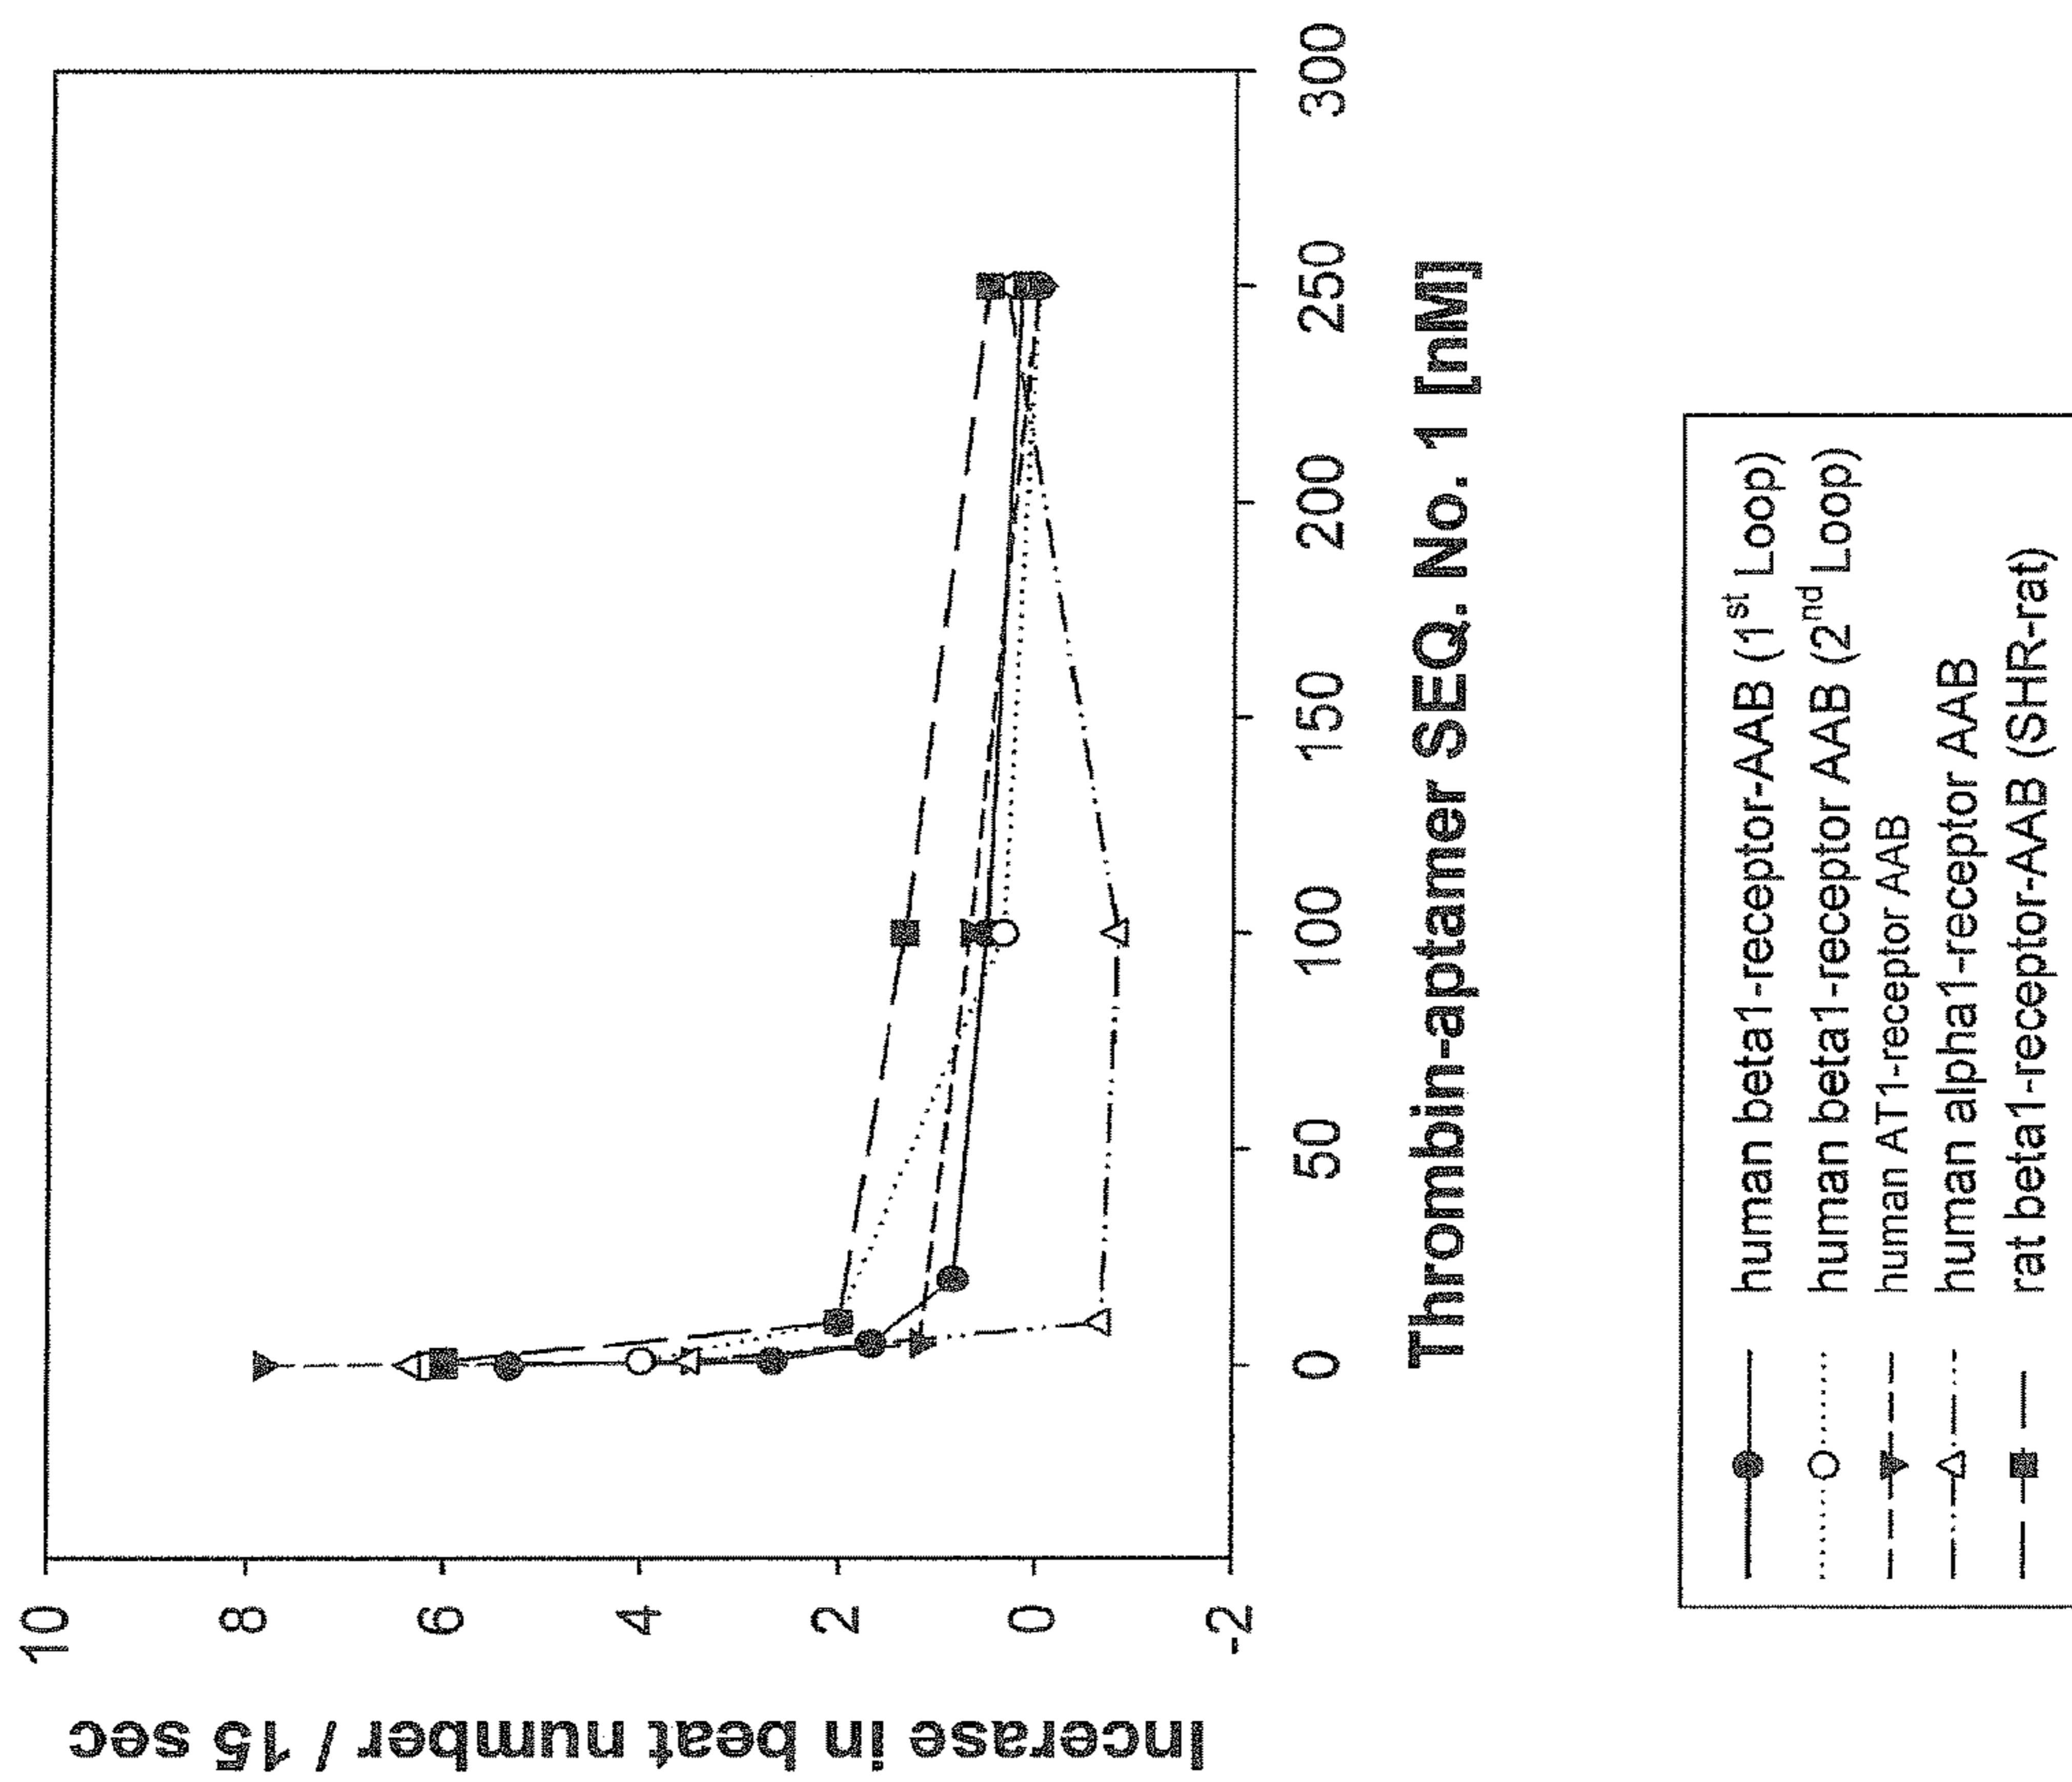 Incerase in beat number / 15 sec
10
8
6
4
2
0
-2
0
50
100
150
200
250
300
Thrombin-aptamer SEQ. No. 1 [nM]
human beta1-receptor-AAB (1st Loop)
human beta1-receptor AAB (2nd Loop)
human AT1-receptor AAB
human alpha1-receptor AAB
rat beta1-receptor-AAB (SHR-rat)